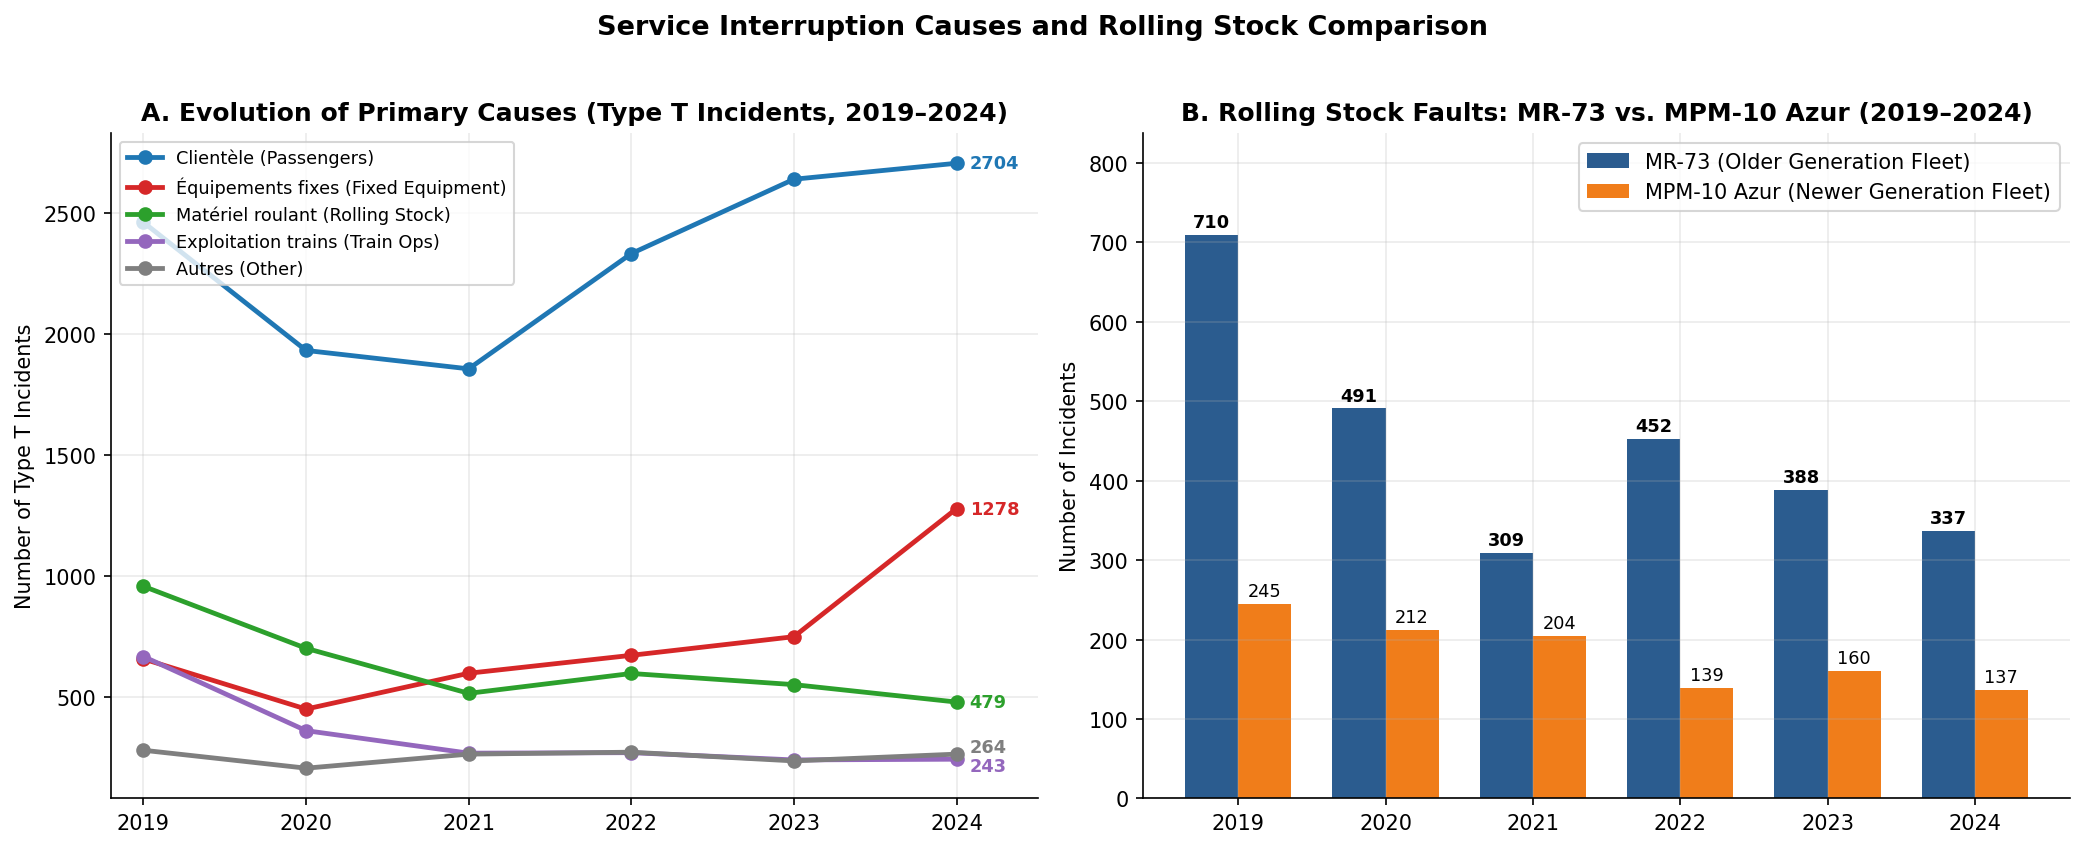 Service Interruption Causes and Rolling Stock Comparison
A. Evolution of Primary Causes (Type T Incidents, 2019–2024)
Number of Type T Incidents
2500
2000
1500
1000
500
Clientèle (Passengers)
Équipements fixes (Fixed Equipment)
Matériel roulant (Rolling Stock)
Exploitation trains (Train Ops)
Autres (Other)
2704
1278
479
264
243
2019 2020 2021 2022 2023 2024
B. Rolling Stock Faults: MR-73 vs. MPM-10 Azur (2019–2024)
Number of Incidents
800
700
600
500
400
300
200
100
0
MR-73 (Older Generation Fleet)
MPM-10 Azur (Newer Generation Fleet)
710
245
491
212
309
204
452
139
388
160
337
137
2019 2020 2021 2022 2023 2024